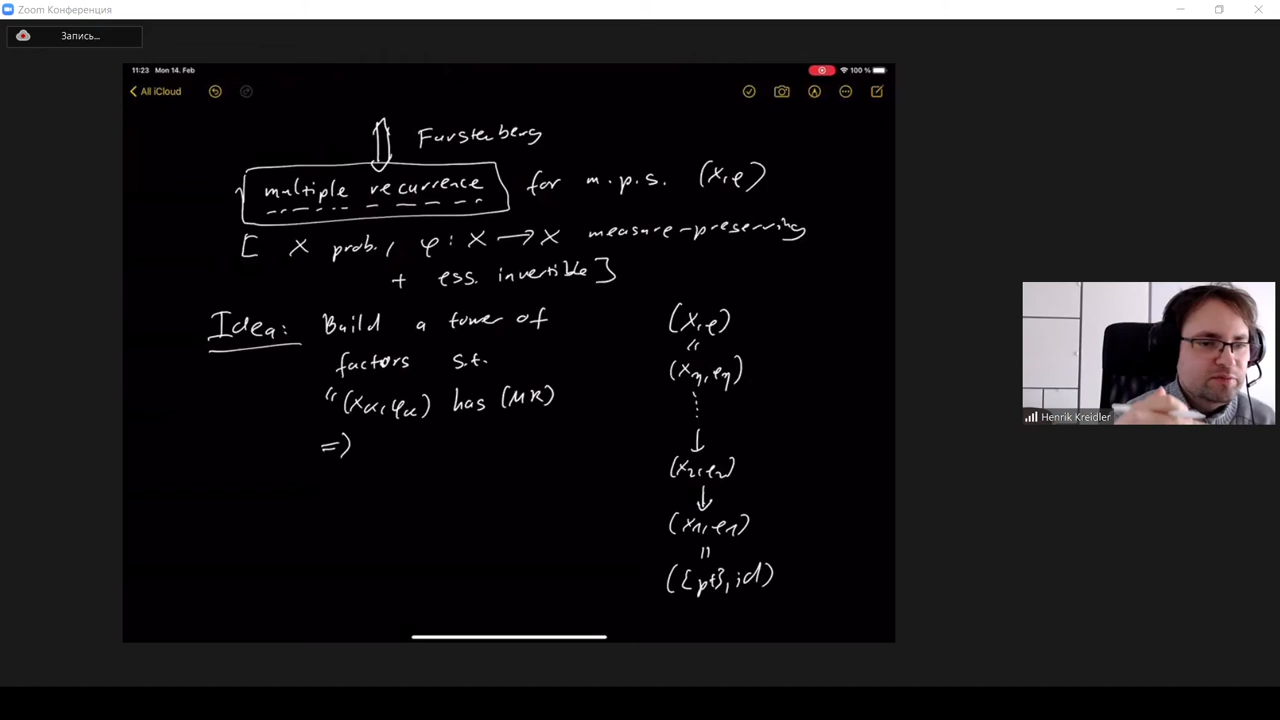 Zoom Конференция
Запись...
11:23 Mon 14. Feb
100 %
All iCloud
Furstenberg
multiple recurrence for m.p.s. (X,φ)
[ X prob., φ : X → X measure-preserving
+ ess. invertible]
Idea: Build a tower of
factors s.t.
"(Xα,φα) has (MR)
=>
(X,φ)
"
(Xη,φη)
(X2,φ2)
(X1,φ1)
"
({pt},id)
Henrik Kreidler